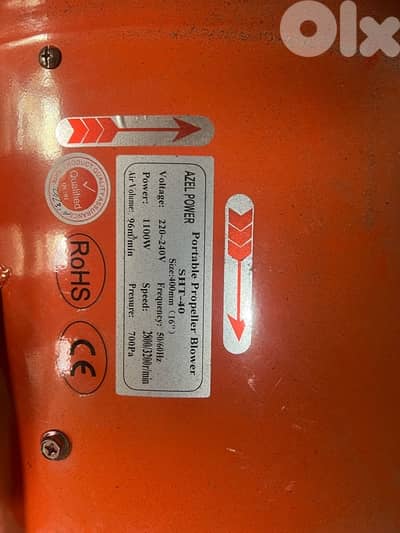 olx
AZEL POWER
Portable Propeller Blower
SHT-40
Size:400mm (16")
Voltage: 220-240V Frequency: 50/60Hz
Power: 1100W Speed: 2800/3200r/min
Air Volume: 96m³/min Pressure: 700Pa
Qualified
RoHS
CE